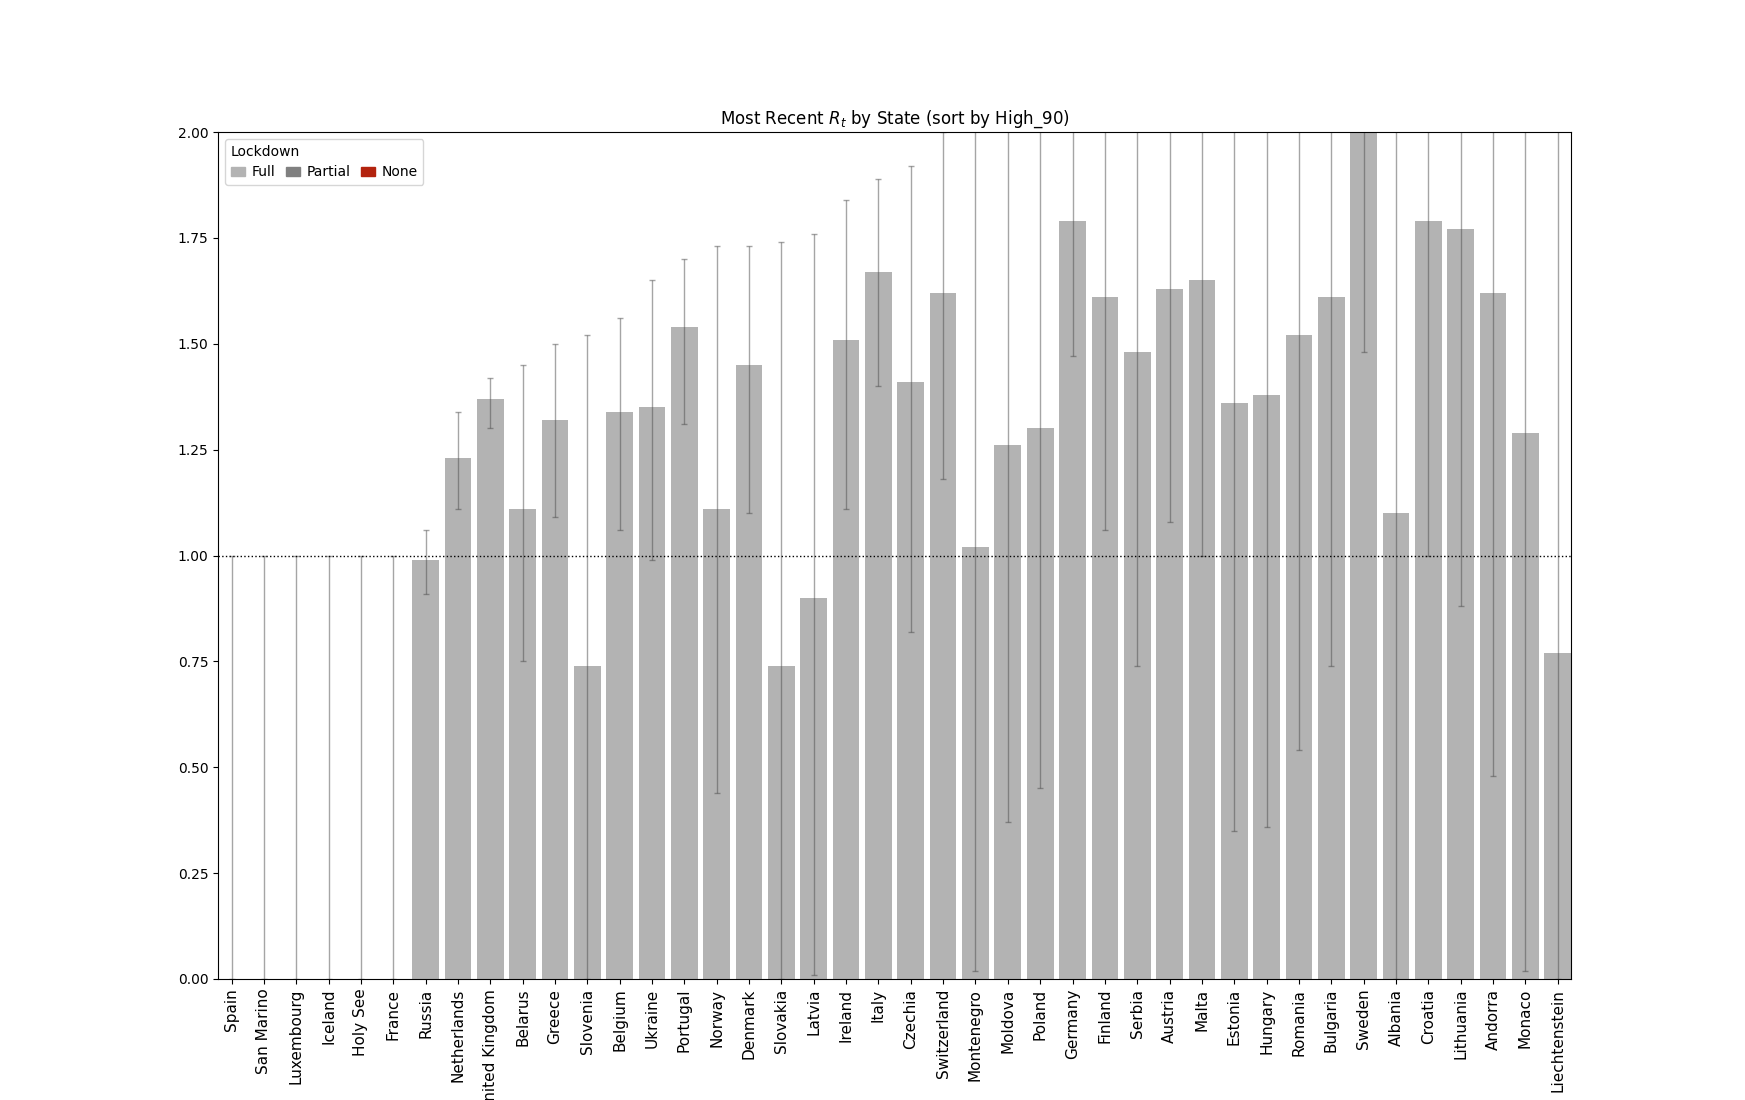 Most Recent R_t by State (sort by High_90)
Lockdown
Full Partial None
2.00
1.75
1.50
1.25
1.00
0.75
0.50
0.25
0.00
Spain
San Marino
Luxembourg
Iceland
Holy See
France
Russia
Netherlands
nited Kingdom
Belarus
Greece
Slovenia
Belgium
Ukraine
Portugal
Norway
Denmark
Slovakia
Latvia
Ireland
Italy
Czechia
Switzerland
Montenegro
Moldova
Poland
Germany
Finland
Serbia
Austria
Malta
Estonia
Hungary
Romania
Bulgaria
Sweden
Albania
Croatia
Lithuania
Andorra
Monaco
Liechtenstein